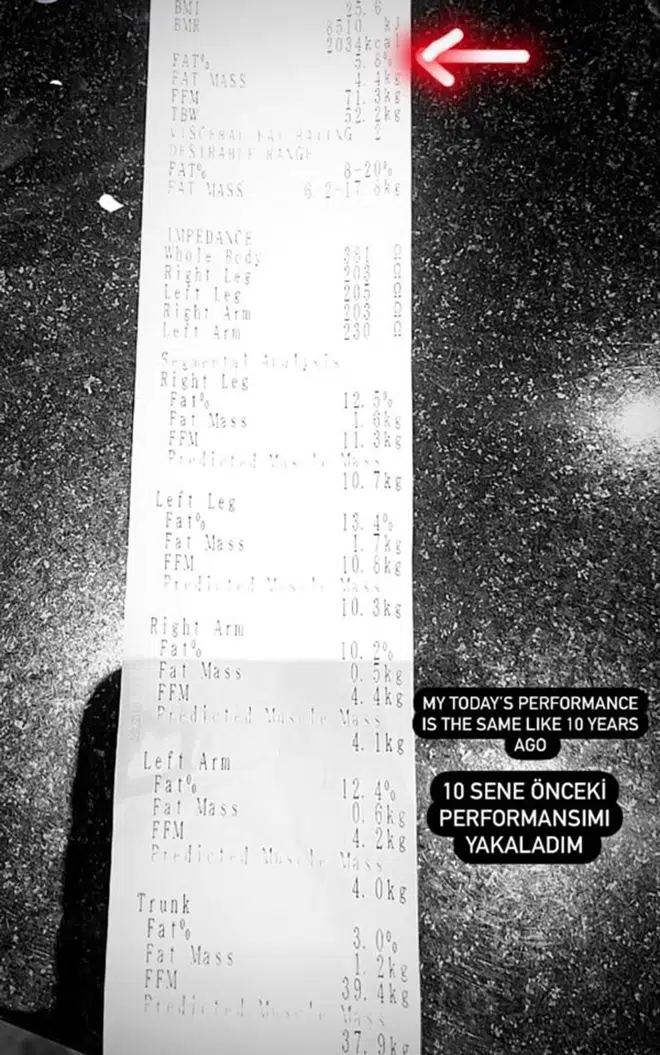 BMI 25.6
BMR 8510 kJ
2034kcal
FAT% 5.8%
FAT MASS 4.4kg
FFM 71.3kg
TBW 52.2kg
VISCERAL FAT RATING 2
DESIRABLE RANGE
FAT% 8-20%
FAT MASS 6.2-17.8kg
IMPEDANCE
Whole Body 381 Ω
Right Leg 203 Ω
Left Leg 205 Ω
Right Arm 203 Ω
Left Arm 230 Ω
Segmental Analysis
Right Leg
Fat% 12.5%
Fat Mass 1.6kg
FFM 11.3kg
Predicted Muscle Mass
10.7kg
Left Leg
Fat% 13.4%
Fat Mass 1.7kg
FFM 10.8kg
Predicted Muscle Mass
10.3kg
Right Arm
Fat% 10.2%
Fat Mass 0.5kg
FFM 4.4kg
Predicted Muscle Mass
4.1kg
Left Arm
Fat% 12.4%
Fat Mass 0.6kg
FFM 4.2kg
Predicted Muscle Mass
4.0kg
Trunk
Fat% 3.0%
Fat Mass 1.2kg
FFM 39.4kg
Predicted Muscle Mass
37.9kg
MY TODAY'S PERFORMANCE
IS THE SAME LIKE 10 YEARS
AGO
10 SENE ÖNCEKİ
PERFORMANSIMI
YAKALADIM